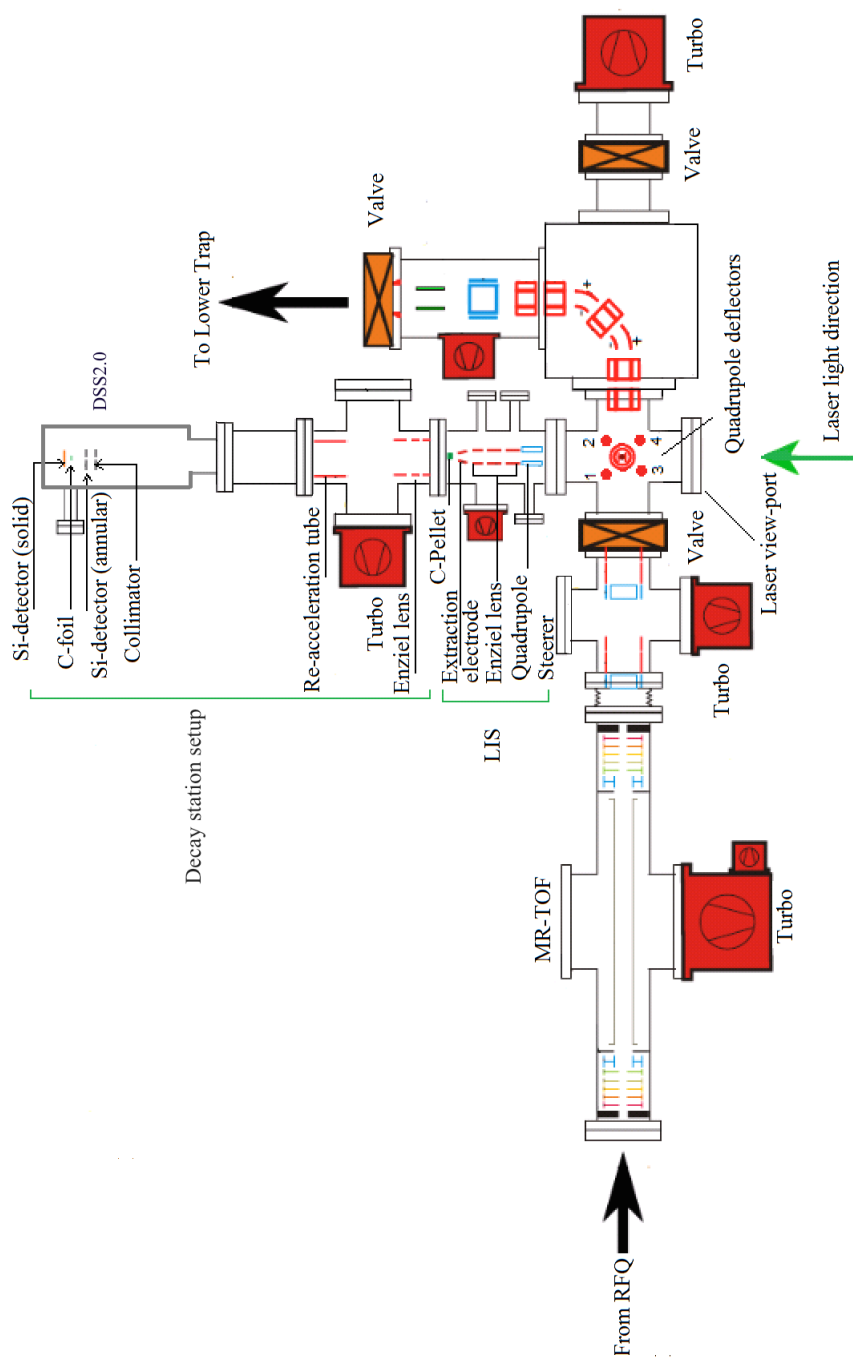 Turbo
Valve
Valve
To Lower Trap
Quadrupole deflectors
Laser light direction
DSS2.0
Si-detector (solid)
C-foil
Si-detector (annular)
Collimator
Re-acceleration tube
Turbo
Enziel lens
C-Pellet
Extraction
electrode
Enziel lens
Quadrupole
Steerer
Decay station setup
LIS
- +
- +
2 4
1 3
Valve
Laser view-port
Turbo
MR-TOF
Turbo
From RFQ